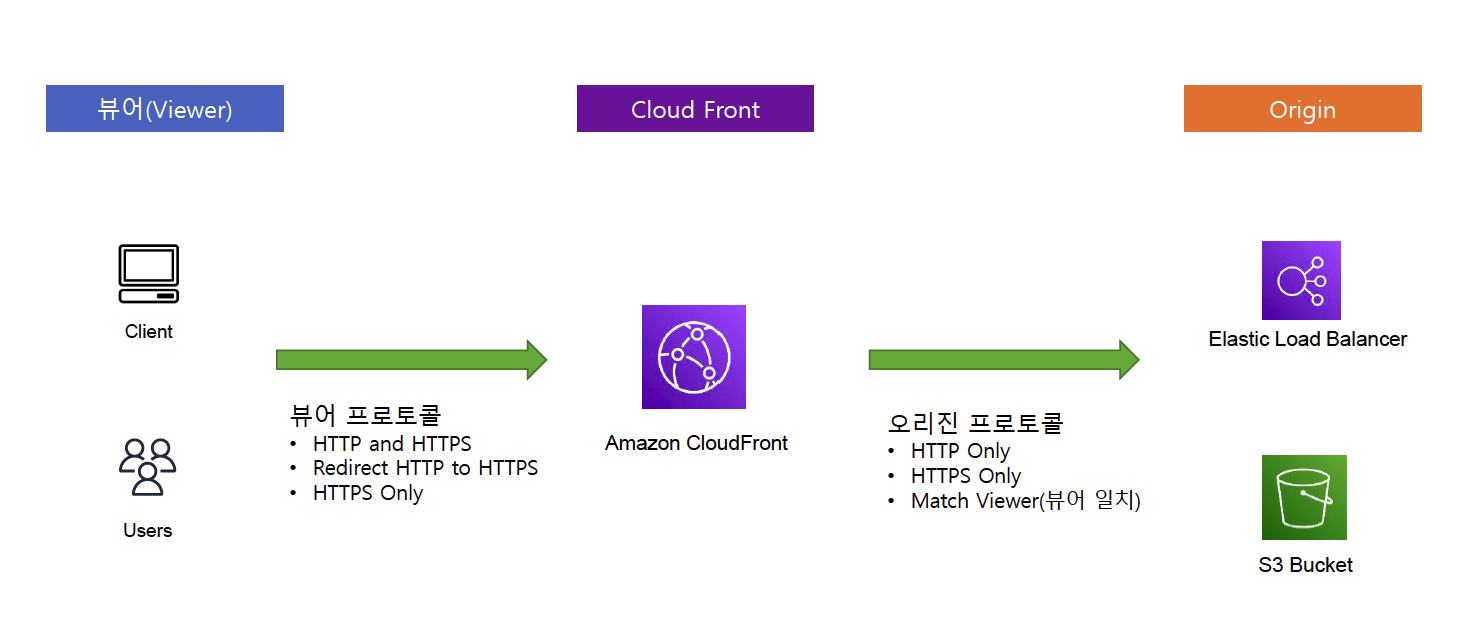 뷰어(Viewer)
Cloud Front
Origin
Client
Users
뷰어 프로토콜
• HTTP and HTTPS
• Redirect HTTP to HTTPS
• HTTPS Only
Amazon CloudFront
오리진 프로토콜
• HTTP Only
• HTTPS Only
• Match Viewer(뷰어 일치)
Elastic Load Balancer
S3 Bucket